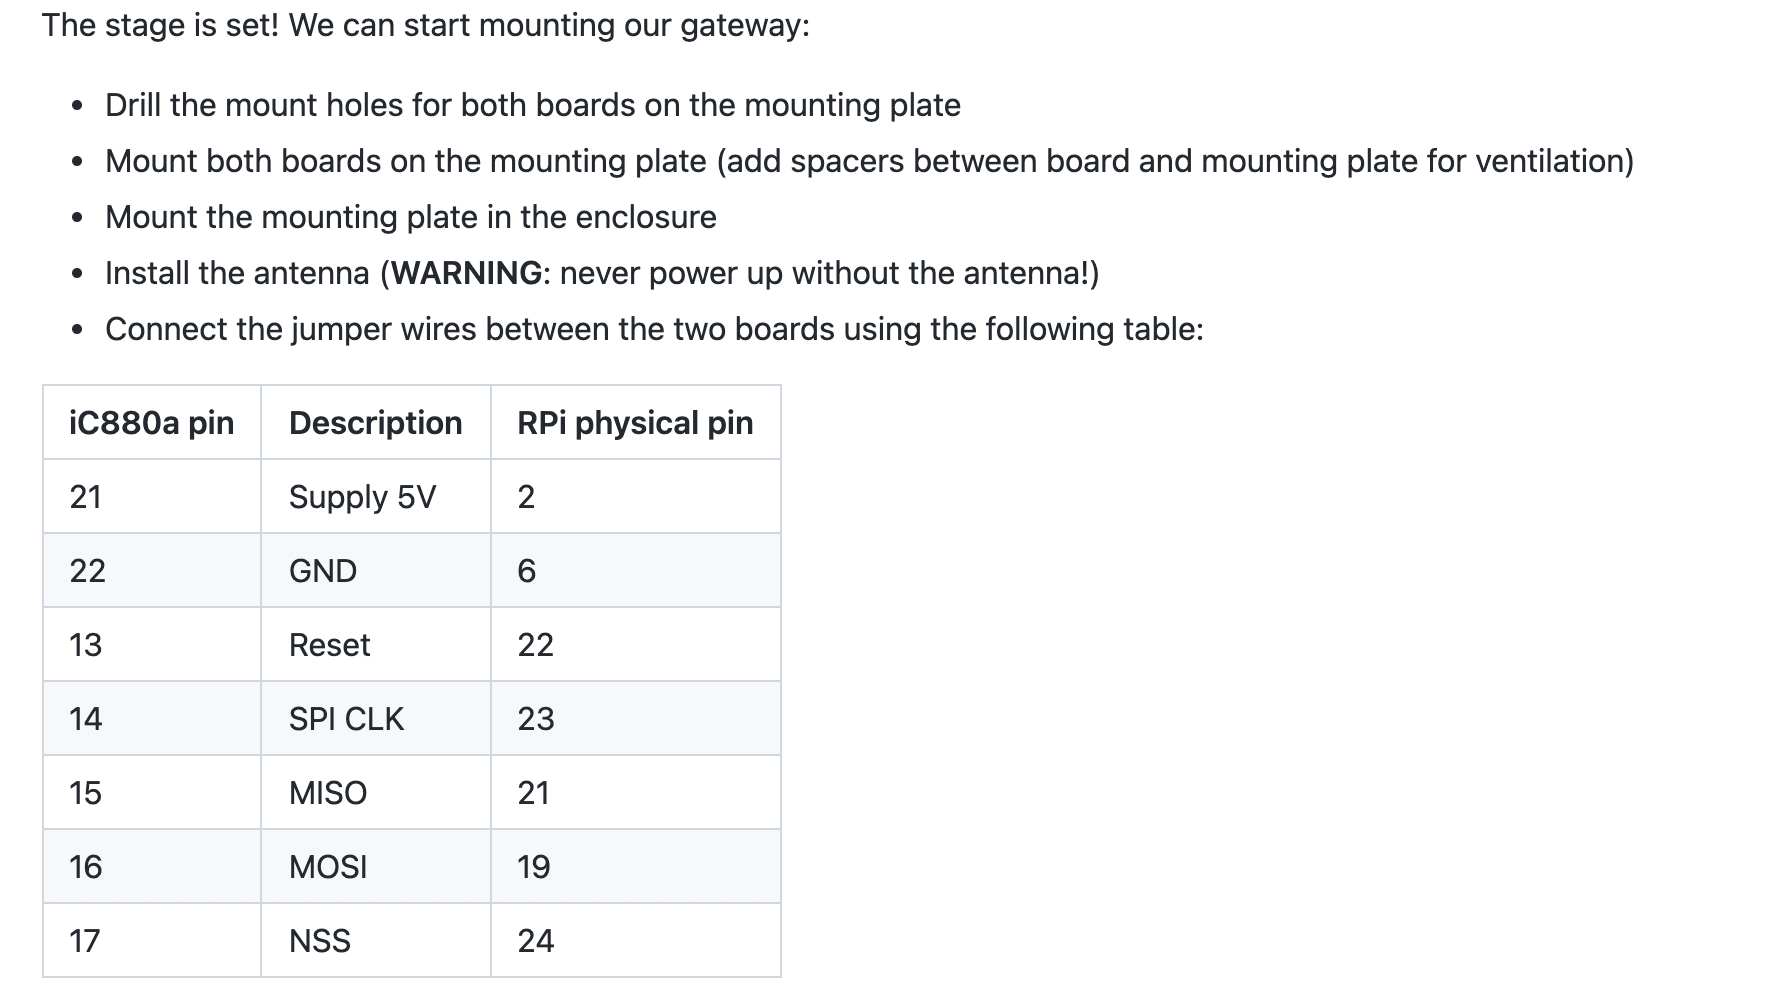 The stage is set! We can start mounting our gateway:
• Drill the mount holes for both boards on the mounting plate
• Mount both boards on the mounting plate (add spacers between board and mounting plate for ventilation)
• Mount the mounting plate in the enclosure
• Install the antenna (WARNING: never power up without the antenna!)
• Connect the jumper wires between the two boards using the following table:
iC880a pin Description RPi physical pin
21 Supply 5V 2
22 GND 6
13 Reset 22
14 SPI CLK 23
15 MISO 21
16 MOSI 19
17 NSS 24